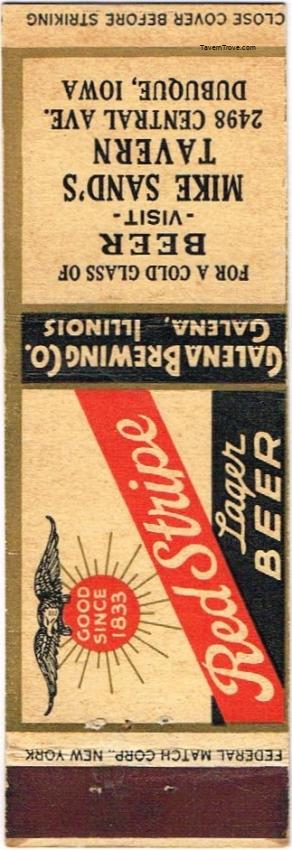 CLOSE COVER BEFORE STRIKING
TavernTrove.com
FOR A COLD GLASS OF
BEER
- VISIT -
MIKE SAND'S
TAVERN
2498 CENTRAL AVE.
DUBUQUE, IOWA
GALENA BREWING CO.
GALENA, ILLINOIS
Red Stripe
Lager
BEER
GOOD
SINCE
1833
FEDERAL MATCH CORP., NEW YORK